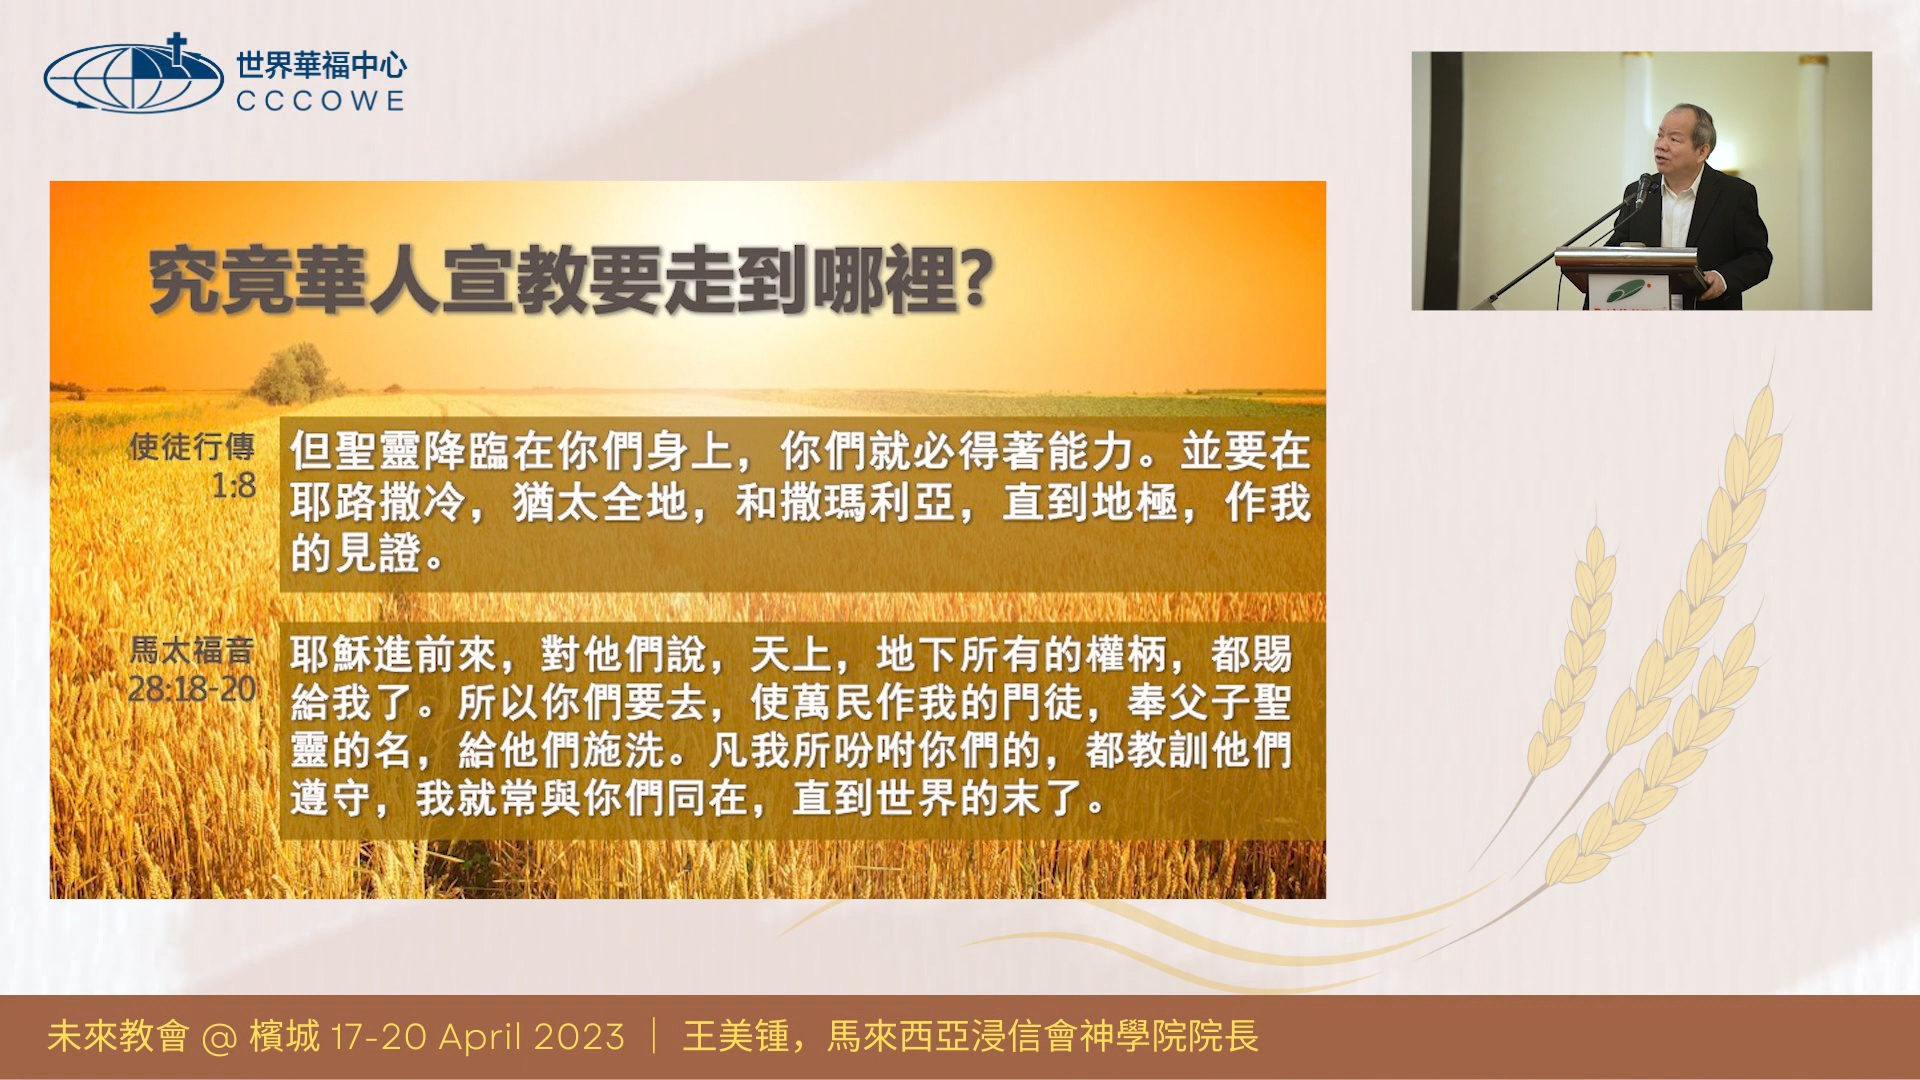 世界華福中心
CCCOWE
究竟華人宣教要走到哪裡?
使徒行傳
1:8
但聖靈降臨在你們身上，你們就必得著能力。並要在
耶路撒冷，猶太全地，和撒瑪利亞，直到地極，作我
的見證。
馬太福音
28:18-20
耶穌進前來，對他們說，天上，地下所有的權柄，都賜
給我了。所以你們要去，使萬民作我的門徒，奉父子聖
靈的名，給他們施洗。凡我所吩咐你們的，都教訓他們
遵守，我就常與你們同在，直到世界的末了。
未來教會 @ 檳城 17-20 April 2023 | 王美锺，馬來西亞浸信會神學院院長